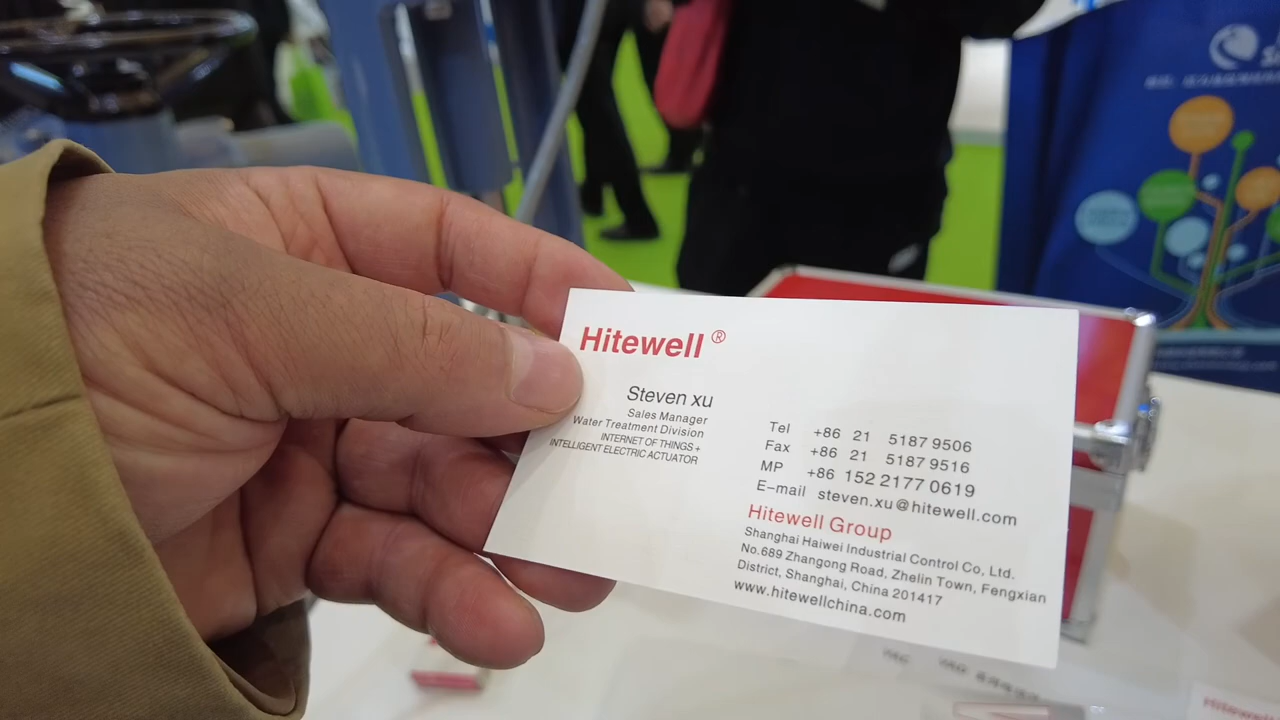 Hitewell ®
Steven xu
Sales Manager
Water Treatment Division
INTERNET OF THINGS +
INTELLIGENT ELECTRIC ACTUATOR
Tel +86 21 5187 9506
Fax +86 21 5187 9516
MP +86 152 2177 0619
E-mail steven.xu@hitewell.com
Hitewell Group
Shanghai Haiwei Industrial Control Co, Ltd.
No.689 Zhangong Road, Zhelin Town, Fengxian
District, Shanghai, China 201417
www.hitewellchina.com